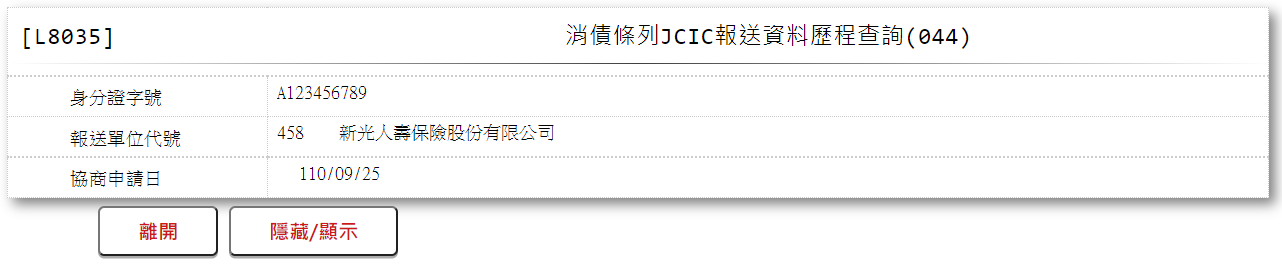 [L8035] 消債條列JCIC報送資料歷程查詢(044)
身分證字號 A123456789
報送單位代號 458 新光人壽保險股份有限公司
協商申請日 110/09/25
離開 隱藏/顯示